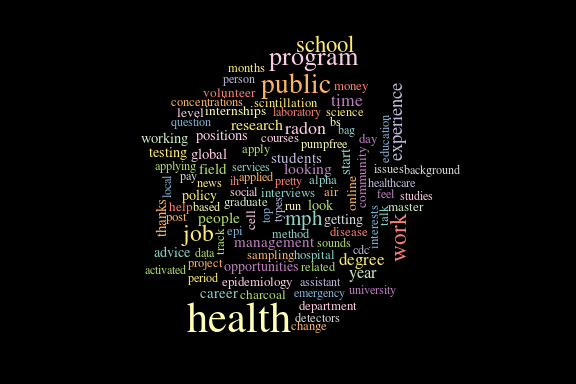 school
program
months
person
public
money
volunteer
concentrations
scintillation
time
level
internships
laboratory
science
experience
education
question
research
radon
bs
bag
working
positions
courses
pumpfree
day
testing
global
apply
students
start
community
issues
background
applying
field
services
looking
online
healthcare
local
pay
news
ih
applied
pretty
alpha
policy
social
interviews
air
feel
studies
thanks
help
based
graduate
types
run
look
talk
master
post
people
cell
top
mph
getting
interests
work
job
track
epi
method
disease
management
sounds
cdc
advice
data
sampling
hospital
activated
project
opportunities
related
degree
period
epidemiology
assistant
year
career
charcoal
emergency
university
health
department
detectors
change